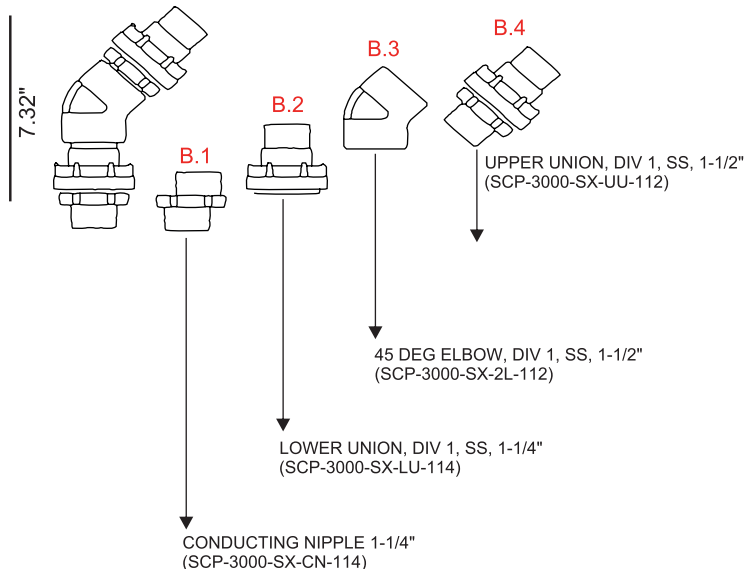 7.32"
B.1
B.2
B.3
B.4
UPPER UNION, DIV 1, SS, 1-1/2"
(SCP-3000-SX-UU-112)
45 DEG ELBOW, DIV 1, SS, 1-1/2"
(SCP-3000-SX-2L-112)
LOWER UNION, DIV 1, SS, 1-1/4"
(SCP-3000-SX-LU-114)
CONDUCTING NIPPLE 1-1/4"
(SCP-3000-SX-CN-114)